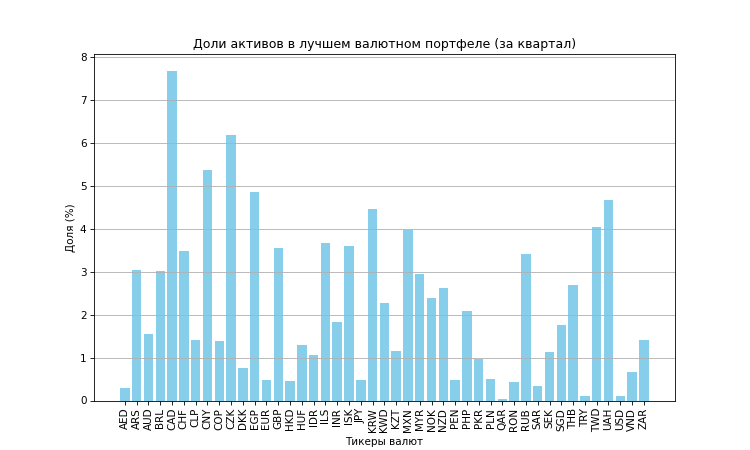 Доли активов в лучшем валютном портфеле (за квартал)
Доля (%)
8
7
6
5
4
3
2
1
0
AED
ARS
AUD
BRL
CAD
CHF
CLP
CNY
COP
CZK
DKK
EGP
EUR
GBP
HKD
HUF
IDR
ILS
INR
ISK
JPY
KRW
KWD
KZT
MXN
MYR
NOK
NZD
PEN
PHP
PKR
PLN
QAR
RON
RUB
SAR
SEK
SGD
THB
TRY
TWD
UAH
USD
VND
ZAR
Тикеры валют